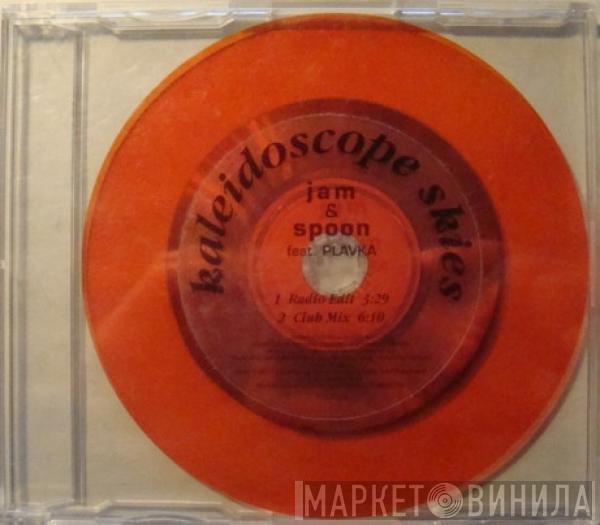 kaleidoscope skies
jam
&
spoon
feat. PLAVKA
1 Radio Edit 3:29
2 Club Mix 6:10
МАРКЕТ ВИНИЛА